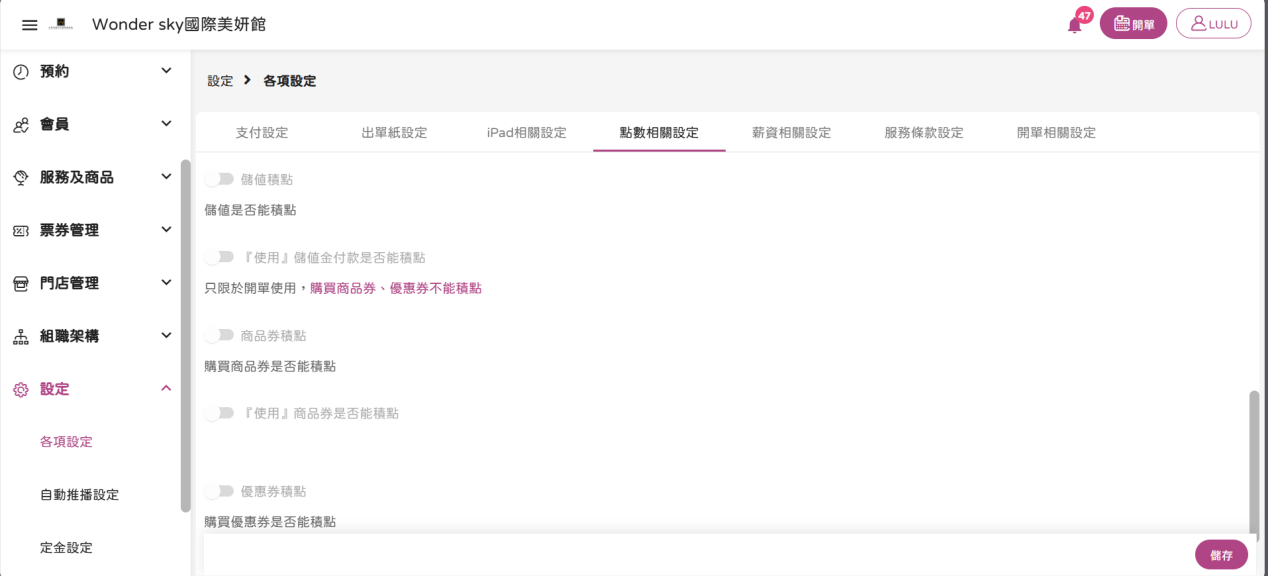 Wonder sky國際美妍館
47
開單
LULU
預約
會員
服務及商品
票券管理
門店管理
組職架構
設定
各項設定
自動推播設定
定金設定
設定 > 各項設定
支付設定 出單紙設定 iPad相關設定 點數相關設定 薪資相關設定 服務條款設定 開單相關設定
儲值積點
儲值是否能積點
『使用』儲值金付款是否能積點
只限於開單使用，購買商品券、優惠券不能積點
商品券積點
購買商品券是否能積點
『使用』商品券是否能積點
優惠券積點
購買優惠券是否能積點
儲存